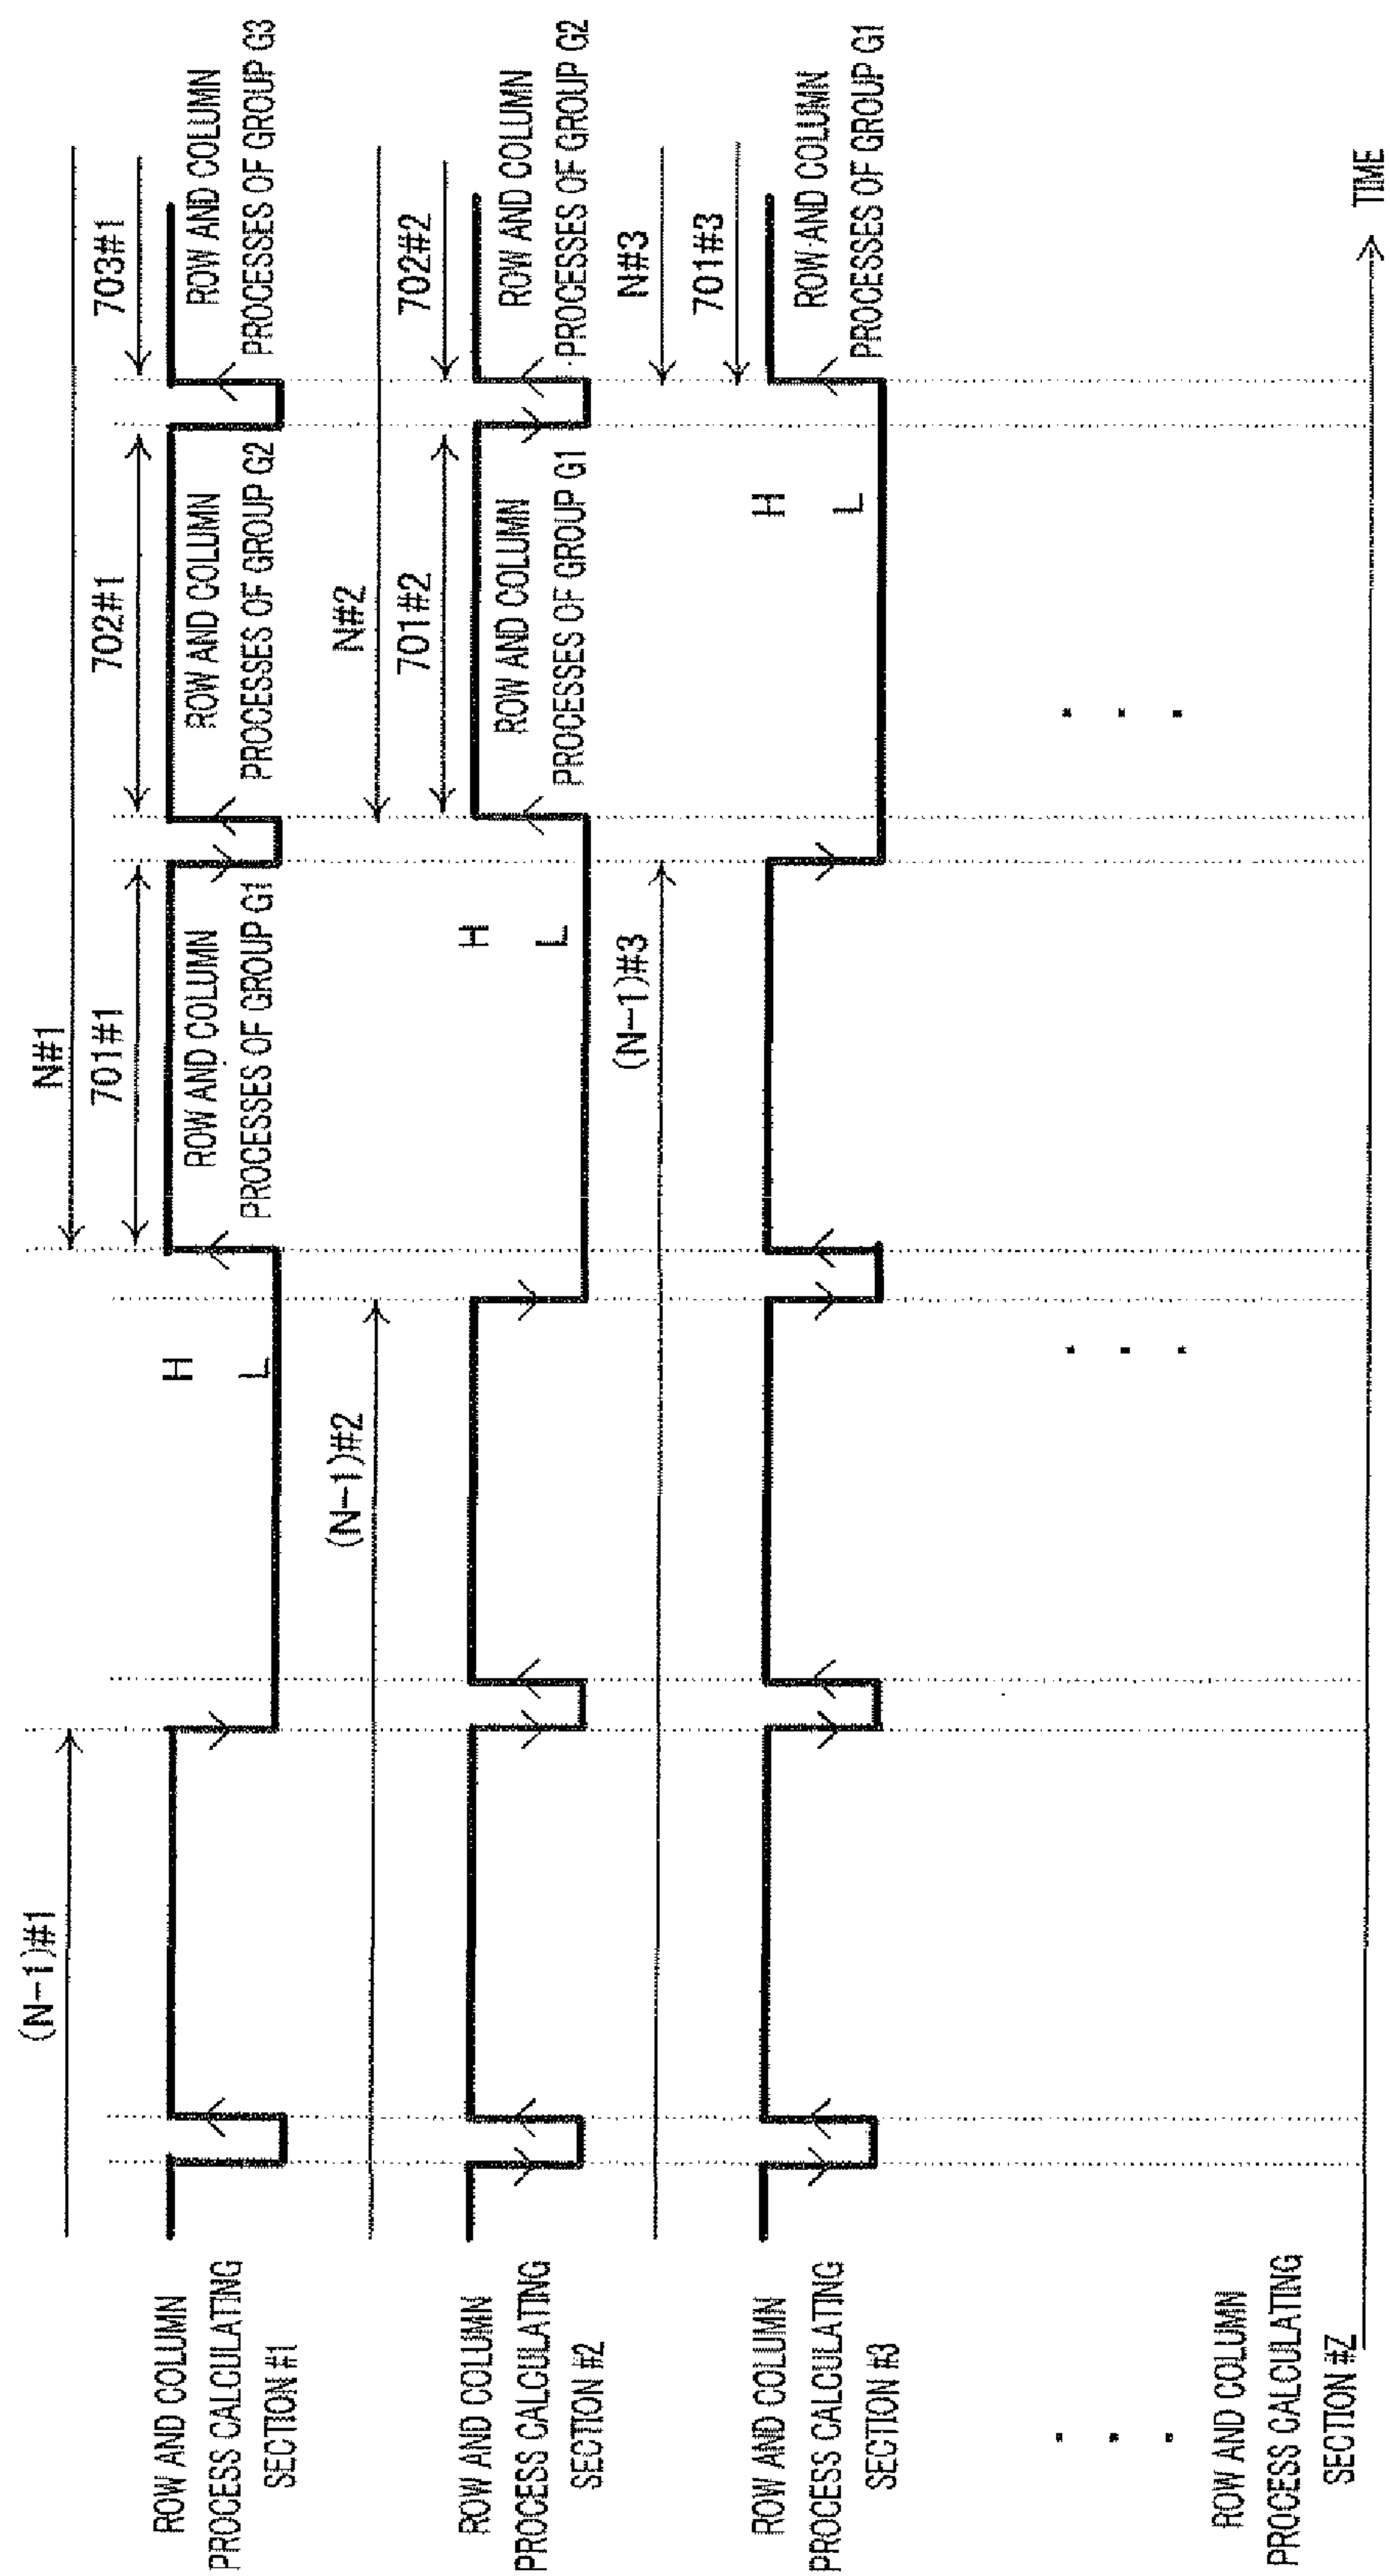 (N-1)#1
N#1
701#1
702#1
703#1
ROW AND COLUMN
PROCESS CALCULATING
SECTION #1
H
L
ROW AND COLUMN
PROCESSES OF GROUP G1
ROW AND COLUMN
PROCESSES OF GROUP G2
ROW AND COLUMN
PROCESSES OF GROUP G3
(N-1)#2
N#2
701#2
702#2
ROW AND COLUMN
PROCESS CALCULATING
SECTION #2
H
L
ROW AND COLUMN
PROCESSES OF GROUP G1
ROW AND COLUMN
PROCESSES OF GROUP G2
(N-1)#3
N#3
701#3
ROW AND COLUMN
PROCESS CALCULATING
SECTION #3
H
L
ROW AND COLUMN
PROCESSES OF GROUP G1
ROW AND COLUMN
PROCESS CALCULATING
SECTION #Z
TIME